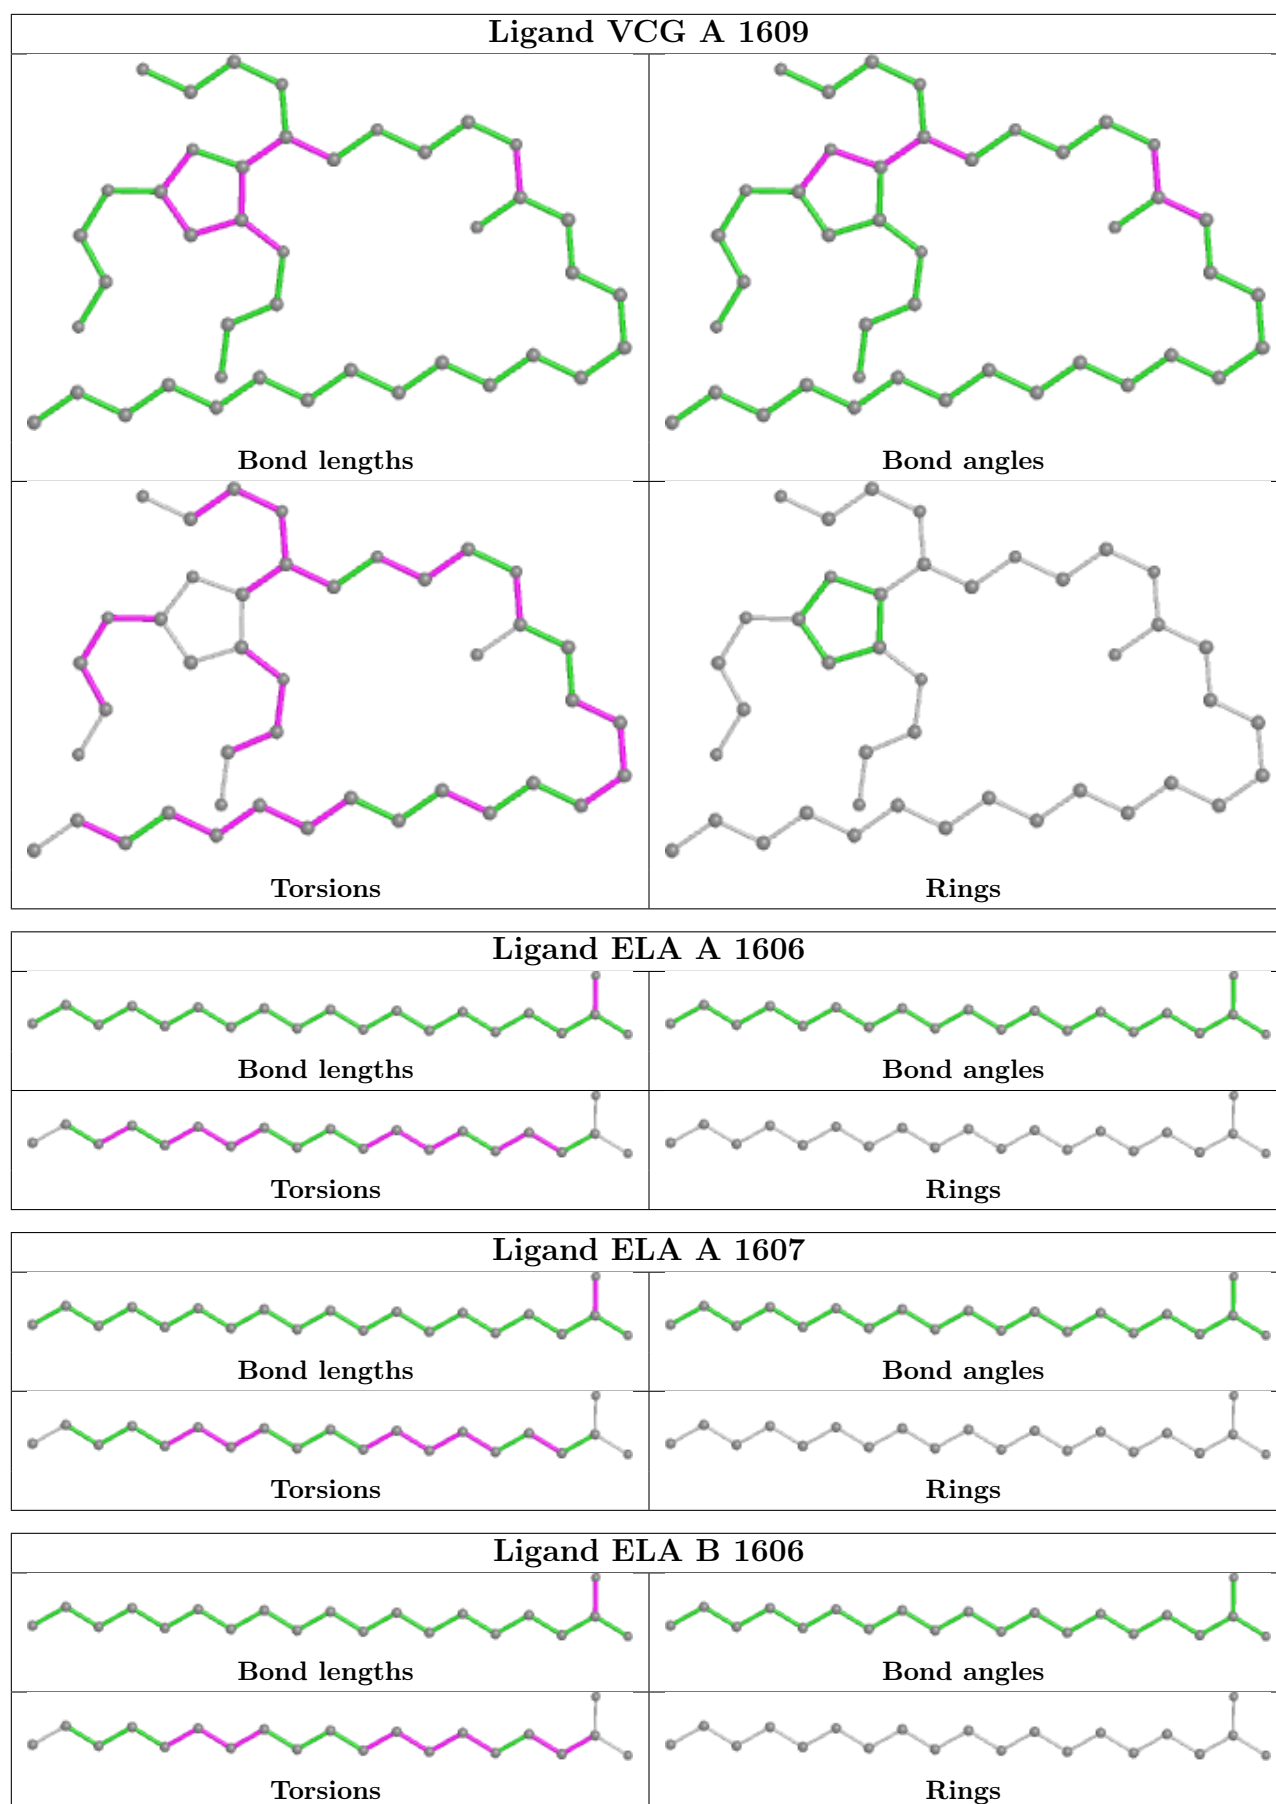 Ligand VCG A 1609
Bond lengths
Bond angles
Torsions
Rings
Ligand ELA A 1606
Bond lengths
Bond angles
Torsions
Rings
Ligand ELA A 1607
Bond lengths
Bond angles
Torsions
Rings
Ligand ELA B 1606
Bond lengths
Bond angles
Torsions
Rings